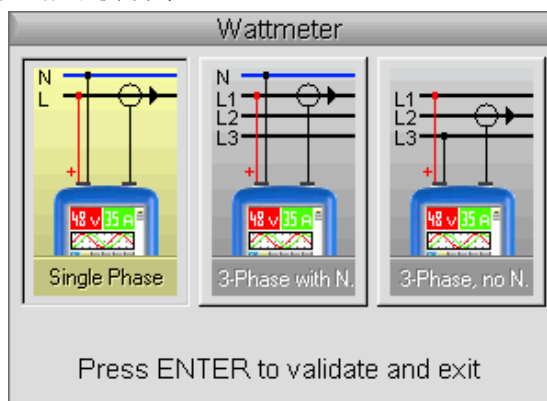 Wattmeter
N
L
+
48 V 35 A
Single Phase
N
L1
L2
L3
+
48 V 35 A
3-Phase with N.
L1
L2
L3
+
48 V 35 A
3-Phase, no N.
Press ENTER to validate and exit